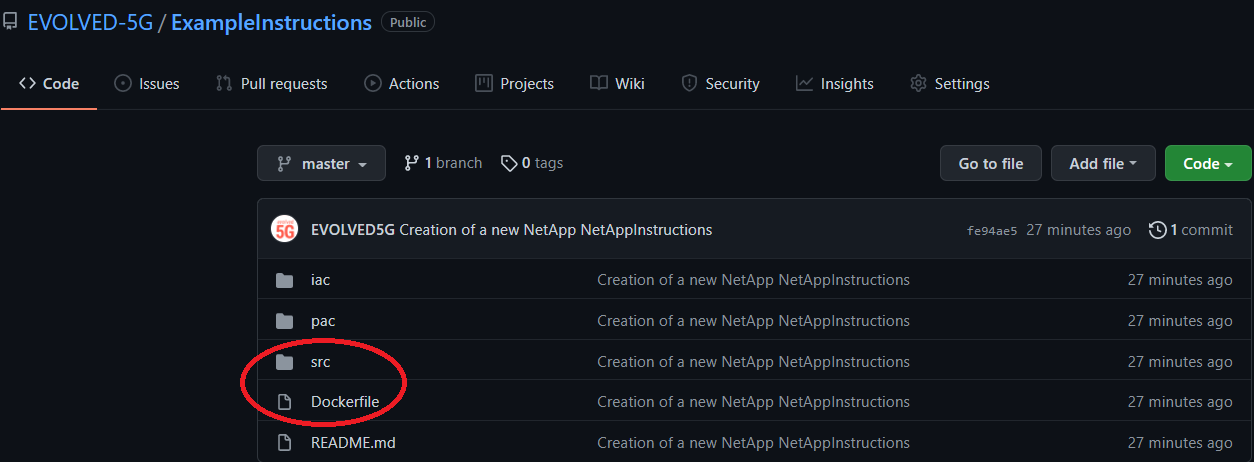 EVOLVED-5G / ExampleInstructions Public
Code Issues Pull requests Actions Projects Wiki Security Insights Settings
master 1 branch 0 tags Go to file Add file Code
5G EVOLVED5G Creation of a new NetApp NetAppInstructions fe94ae5 27 minutes ago 1 commit
iac Creation of a new NetApp NetAppInstructions 27 minutes ago
pac Creation of a new NetApp NetAppInstructions 27 minutes ago
src Creation of a new NetApp NetAppInstructions 27 minutes ago
Dockerfile Creation of a new NetApp NetAppInstructions 27 minutes ago
README.md Creation of a new NetApp NetAppInstructions 27 minutes ago